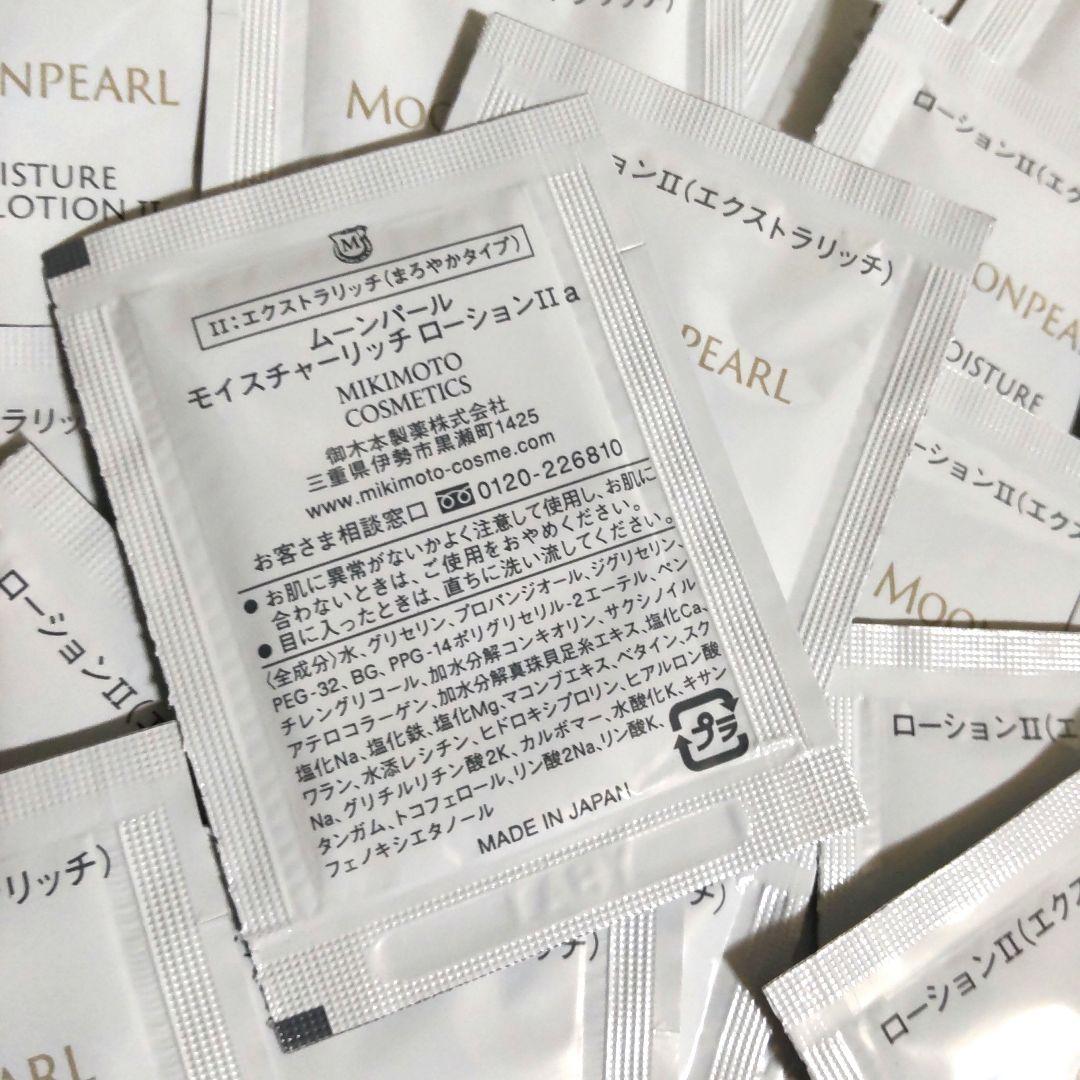 NPEARL
ISTURE
LOTION II
Moo
ローションII(エク
ョンII(エクストラリッチ)
PEARL
ONPEA
OISTURE
M
II:エクストラリッチ(まろやかタイプ)
ムーンパール
モイスチャーリッチ ローションII a
MIKIMOTO
COSMETICS
御木本製薬株式会社
三重県伊勢市黒瀬町1425
www.mikimoto-cosme.com
お客さま相談窓口 0120-226810
●お肌に異常がないかよく注意して使用し、お肌に
合わないときは、ご使用をおやめください。
●目に入ったときは、直ちに洗い流してください。
〈全成分〉水、グリセリン、プロパンジオール、ジグリセリン、
PEG-32、BG、PPG-14ポリグリセリル-2エーテル、ペン
チレングリコール、加水分解コンキオリン、サクシノイル
アテロコラーゲン、加水分解真珠貝足糸エキス、塩化Ca、
塩化Na、塩化鉄、塩化Mg、マコンブエキス、ベタイン、スク
ワラン、水添レシチン、ヒドロキシプロリン、ヒアルロン酸
Na、グリチルリチン酸2K、カルボマー、水酸化K、キサン
タンガム、トコフェロール、リン酸2Na、リン酸K、
フェノキシエタノール
プラ
MADE IN JAPAN
ラリッ
ローションII(エ
ーションII(エクス
Moo
ローションII(エ
リッチ)
ARL
ローションII(エクス